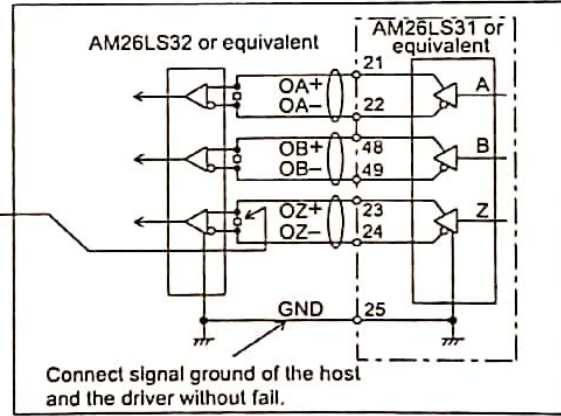 AM26LS32 or equivalent
AM26LS31 or
equivalent
21
OA+
OA−
22
A
OB+
48
OB−
49
B
OZ+
23
OZ−
24
Z
GND
25
Connect signal ground of the host
and the driver without fail.